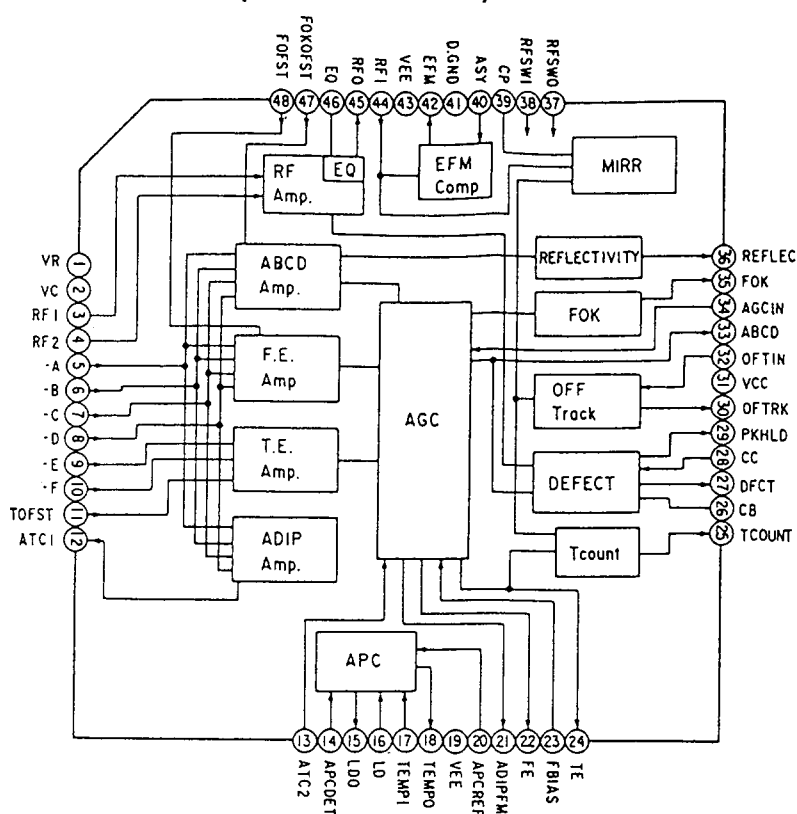 FOFST
FOKOFST
EQ
RFO
RFI
VEE
EFM
D.GND
ASY
CP
RFSWI
RFSWO
48
47
46
45
44
43
42
41
40
39
38
37
RF
Amp.
EQ
EFM
Comp
MIRR
VR 1
VC 2
RF1 3
RF2 4
-A 5
-B 6
-C 7
-D 8
-E 9
-F 10
TOFST 11
ATC1 12
ABCD
Amp.
F.E.
Amp
T.E.
Amp.
ADIP
Amp.
AGC
REFLECTIVITY
FOK
OFF
Track
DEFECT
Tcount
36 REFLEC
35 FOK
34 AGCIN
33 ABCD
32 OFTIN
31 VCC
30 OFTRK
29 PKHLD
28 CC
27 DFCT
26 CB
25 TCOUNT
APC
13
14
15
16
17
18
19
20
21
22
23
24
ATC2
APCDET
LDO
LD
TEMPI
TEMPO
VEE
APCREF
ADIPFM
FE
FBIAS
TE